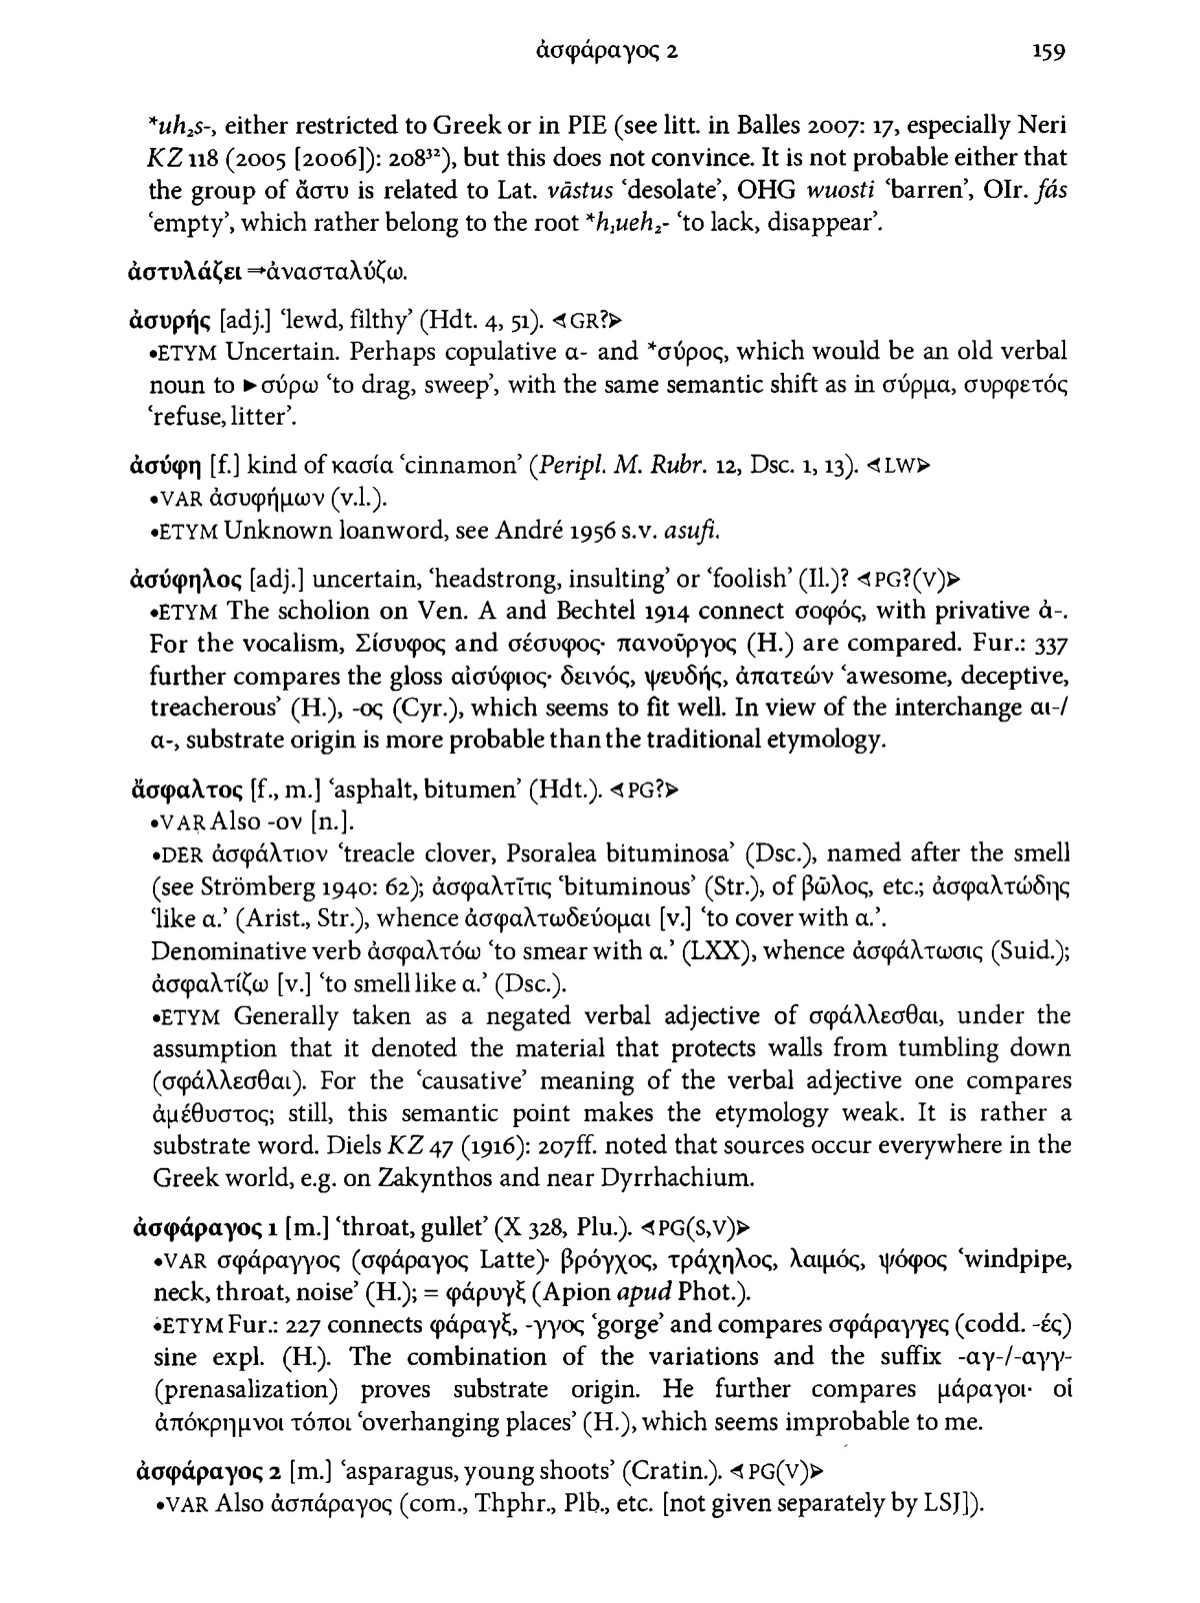 ἀσφάραγος 2 159
*uh₂s-, either restricted to Greek or in PIE (see litt. in Balles 2007: 17, especially Neri
KZ 118 (2005 [2006]): 208³²), but this does not convince. It is not probable either that
the group of ἄστυ is related to Lat. vāstus ‘desolate’, OHG wuosti ‘barren’, OIr. fás
‘empty’, which rather belong to the root *h₁ueh₂- ‘to lack, disappear’.
ἀστυλάζει ⇒ἀνασταλύζω.
ἀσυρής [adj.] ‘lewd, filthy’ (Hdt. 4, 51). ⊲GR?⊳
•ETYM Uncertain. Perhaps copulative α- and *σύρος, which would be an old verbal
noun to ►σύρω ‘to drag, sweep’, with the same semantic shift as in σύρμα, συρφετός
‘refuse, litter’.
ἀσύφη [f.] kind of κασία ‘cinnamon’ (Peripl. M. Rubr. 12, Dsc. 1, 13). ⊲LW⊳
•VAR ἀσυφήμων (v.l.).
•ETYM Unknown loanword, see André 1956 s.v. asufi.
ἀσύφηλος [adj.] uncertain, ‘headstrong, insulting’ or ‘foolish’ (Il.)? ⊲PG?(V)⊳
•ETYM The scholion on Ven. A and Bechtel 1914 connect σοφός, with privative ἀ-.
For the vocalism, Σίσυφος and σέσυφος· πανοῦργος (H.) are compared. Fur.: 337
further compares the gloss αἰσύφιος· δεινός, ψευδής, ἀπατεών ‘awesome, deceptive,
treacherous’ (H.), -ος (Cyr.), which seems to fit well. In view of the interchange αι-/
α-, substrate origin is more probable than the traditional etymology.
ἄσφαλτος [f., m.] ‘asphalt, bitumen’ (Hdt.). ⊲PG?⊳
•VAR Also -ον [n.].
•DER ἀσφάλτιον ‘treacle clover, Psoralea bituminosa’ (Dsc.), named after the smell
(see Strömberg 1940: 62); ἀσφαλτῖτις ‘bituminous’ (Str.), of βῶλος, etc.; ἀσφαλτώδης
‘like α.’ (Arist., Str.), whence ἀσφαλτωδεύομαι [v.] ‘to cover with α.’.
Denominative verb ἀσφαλτόω ‘to smear with α.’ (LXX), whence ἀσφάλτωσις (Suid.);
ἀσφαλτίζω [v.] ‘to smell like α.’ (Dsc.).
•ETYM Generally taken as a negated verbal adjective of σφάλλεσθαι, under the
assumption that it denoted the material that protects walls from tumbling down
(σφάλλεσθαι). For the ‘causative’ meaning of the verbal adjective one compares
ἀμέθυστος; still, this semantic point makes the etymology weak. It is rather a
substrate word. Diels KZ 47 (1916): 207ff. noted that sources occur everywhere in the
Greek world, e.g. on Zakynthos and near Dyrrhachium.
ἀσφάραγος 1 [m.] ‘throat, gullet’ (X 328, Plu.). ⊲PG(S,V)⊳
•VAR σφάραγγος (σφάραγος Latte)· βρόγχος, τράχηλος, λαιμός, ψόφος ‘windpipe,
neck, throat, noise’ (H.); = φάρυγξ (Apion apud Phot.).
•ETYM Fur.: 227 connects φάραγξ, -γγος ‘gorge’ and compares σφάραγγες (codd. -ές)
sine expl. (H.). The combination of the variations and the suffix -αγ-/-αγγ-
(prenasalization) proves substrate origin. He further compares μάραγοι· οἱ
ἀπόκρημνοι τόποι ‘overhanging places’ (H.), which seems improbable to me.
ἀσφάραγος 2 [m.] ‘asparagus, young shoots’ (Cratin.). ⊲PG(V)⊳
•VAR Also ἀσπάραγος (com., Thphr., Plb., etc. [not given separately by LSJ]).